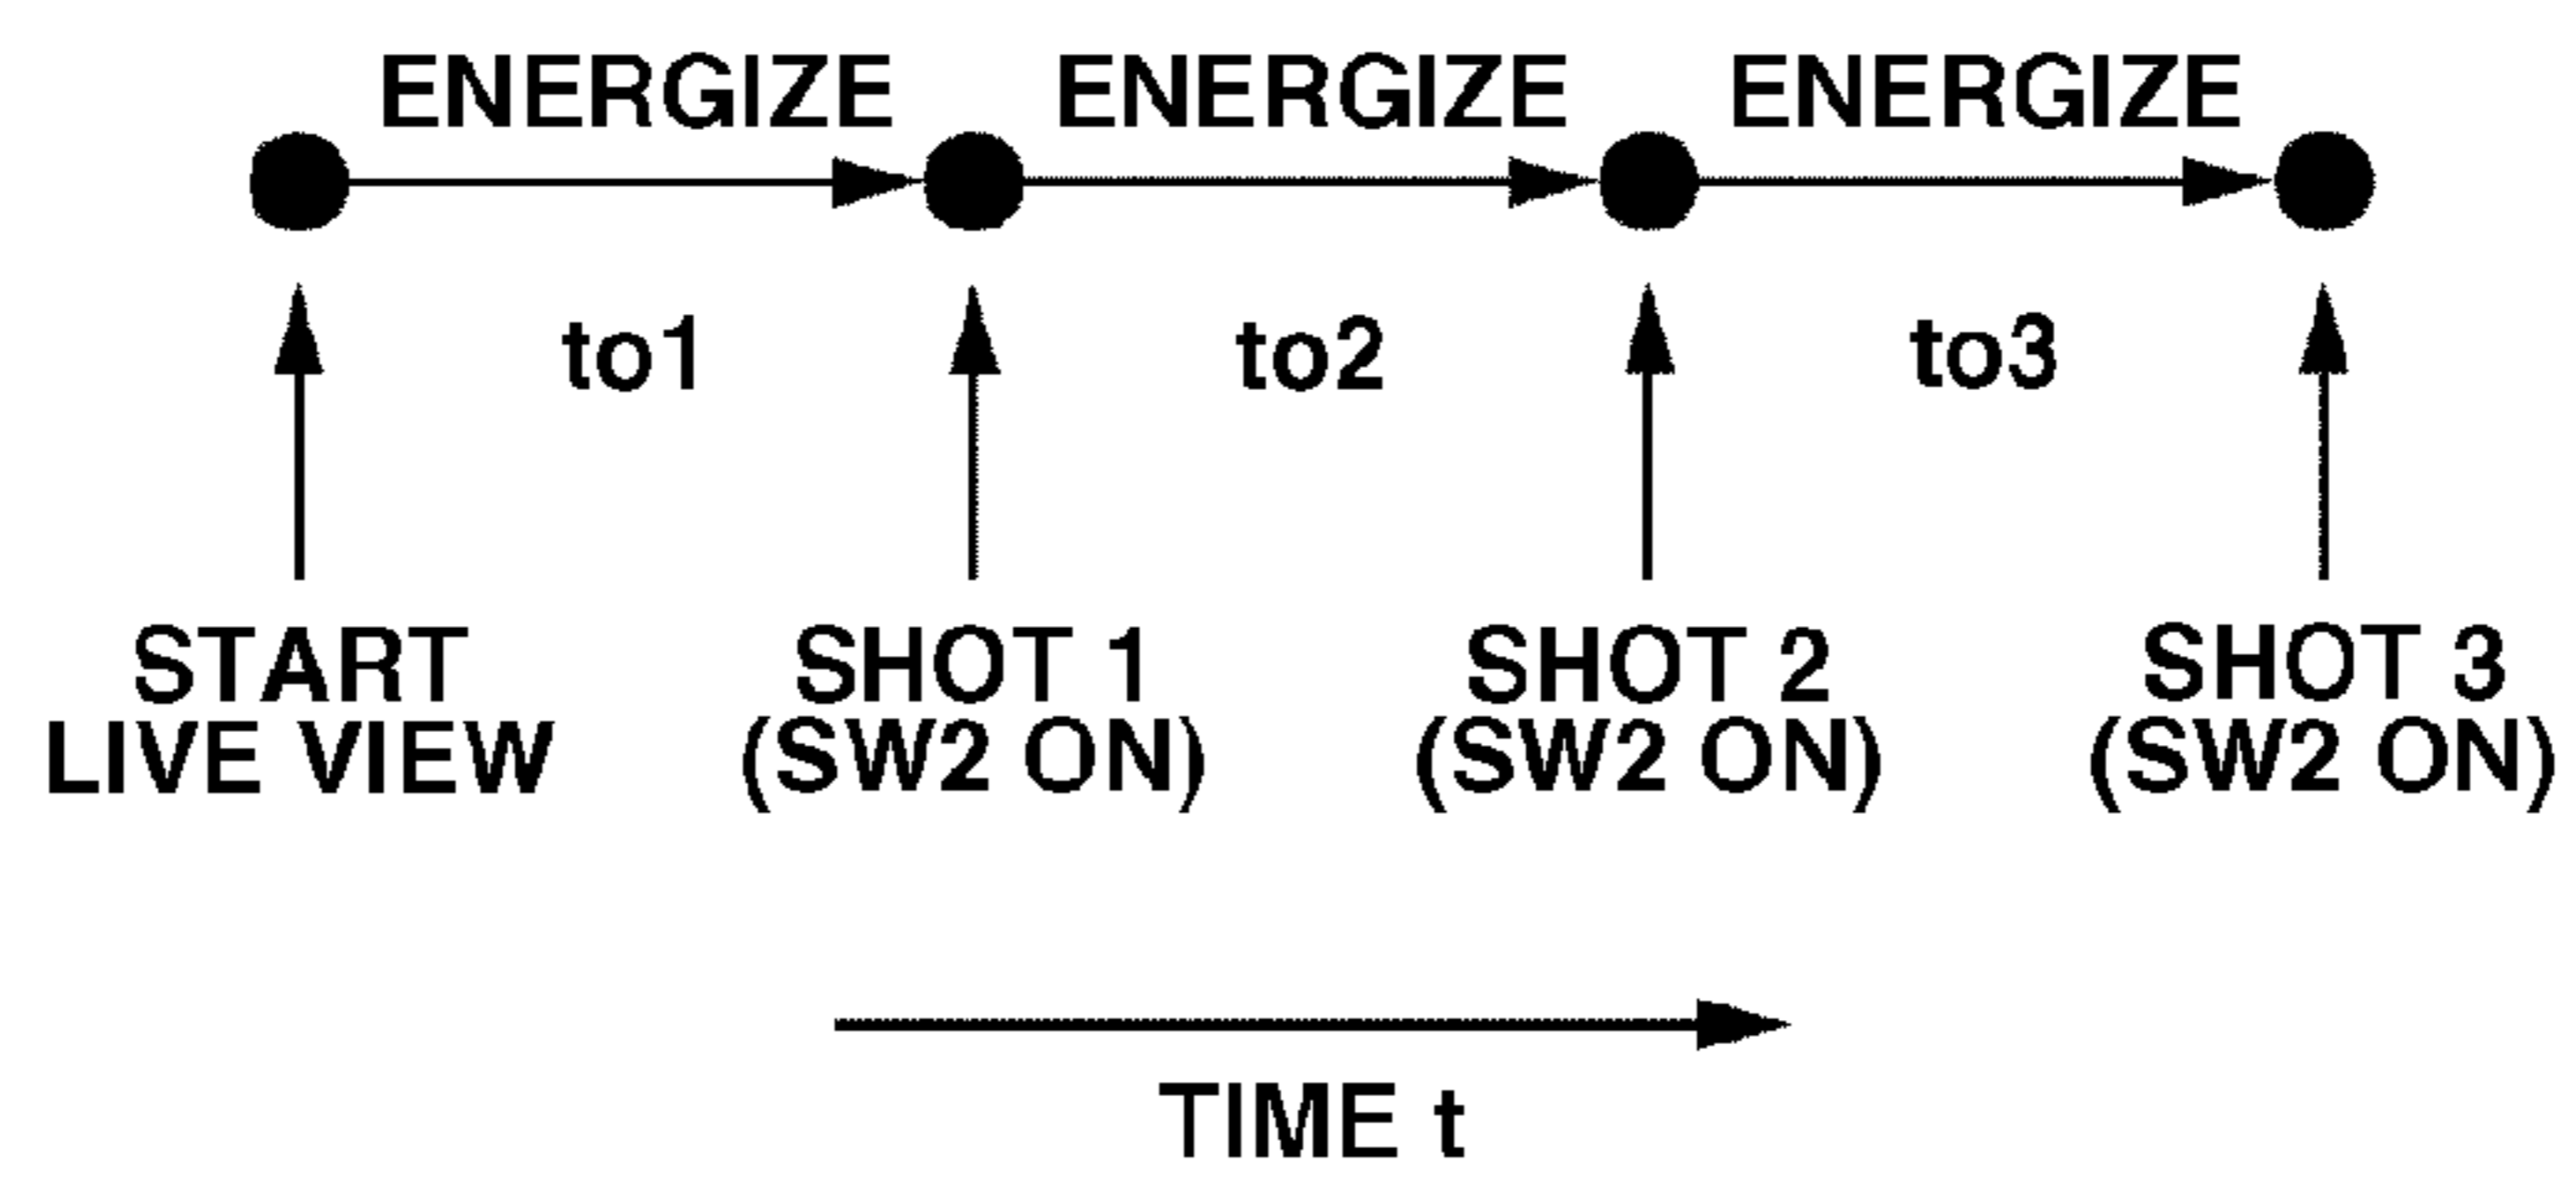 ENERGIZE ENERGIZE ENERGIZE
to1 to2 to3
START SHOT 1 SHOT 2 SHOT 3
LIVE VIEW (SW2 ON) (SW2 ON) (SW2 ON)
TIME t